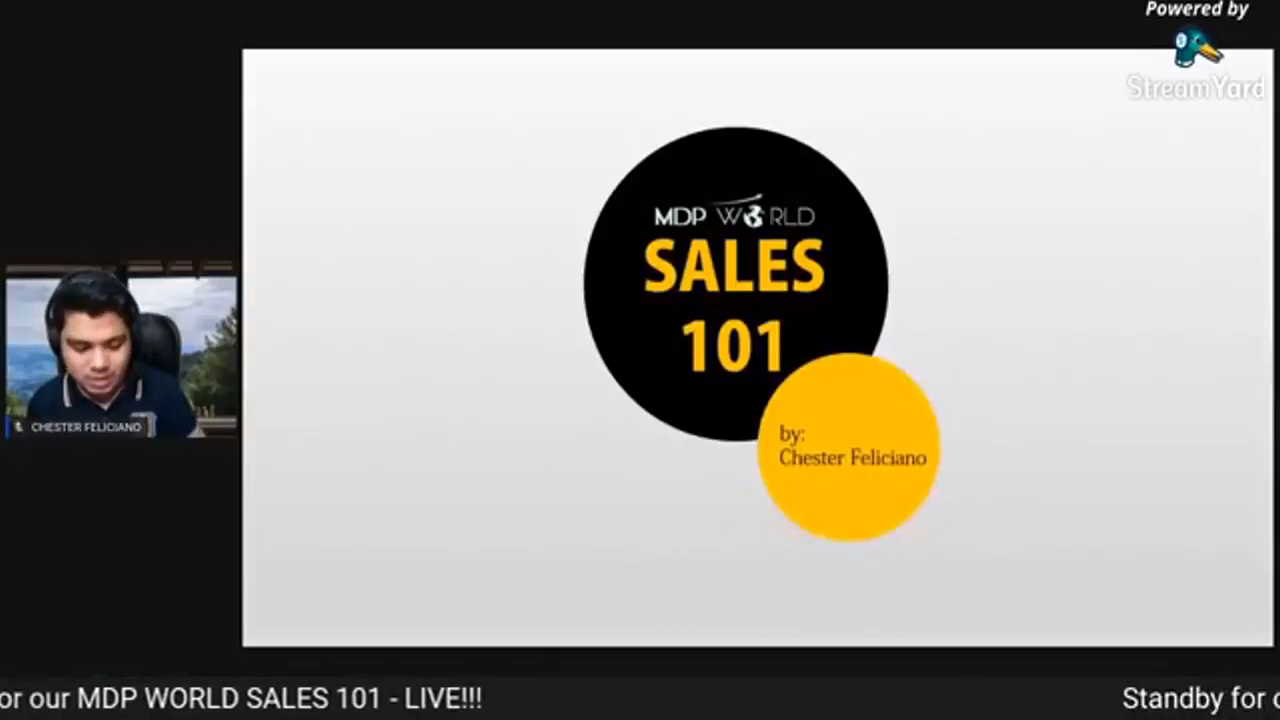 Powered by
StreamYard
MDP WORLD
SALES
101
by:
Chester Feliciano
CHESTER FELICIANO
or our MDP WORLD SALES 101 - LIVE!!!
Standby for